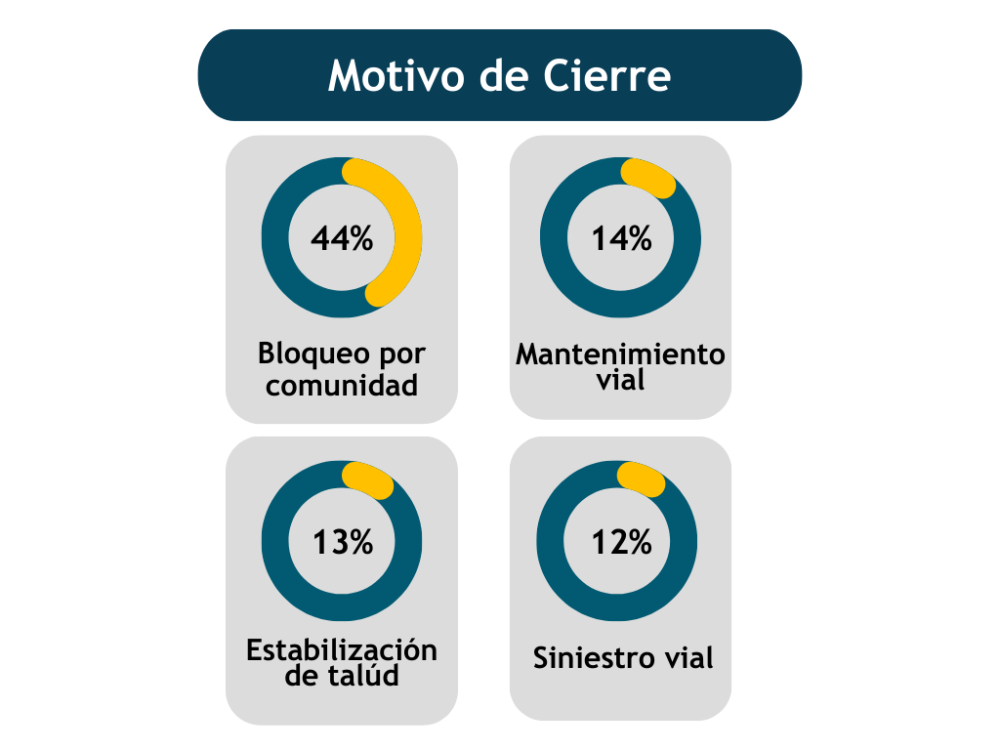 Motivo de Cierre
44%
Bloqueo por
comunidad
14%
Mantenimiento
vial
13%
Estabilización
de talúd
12%
Siniestro vial